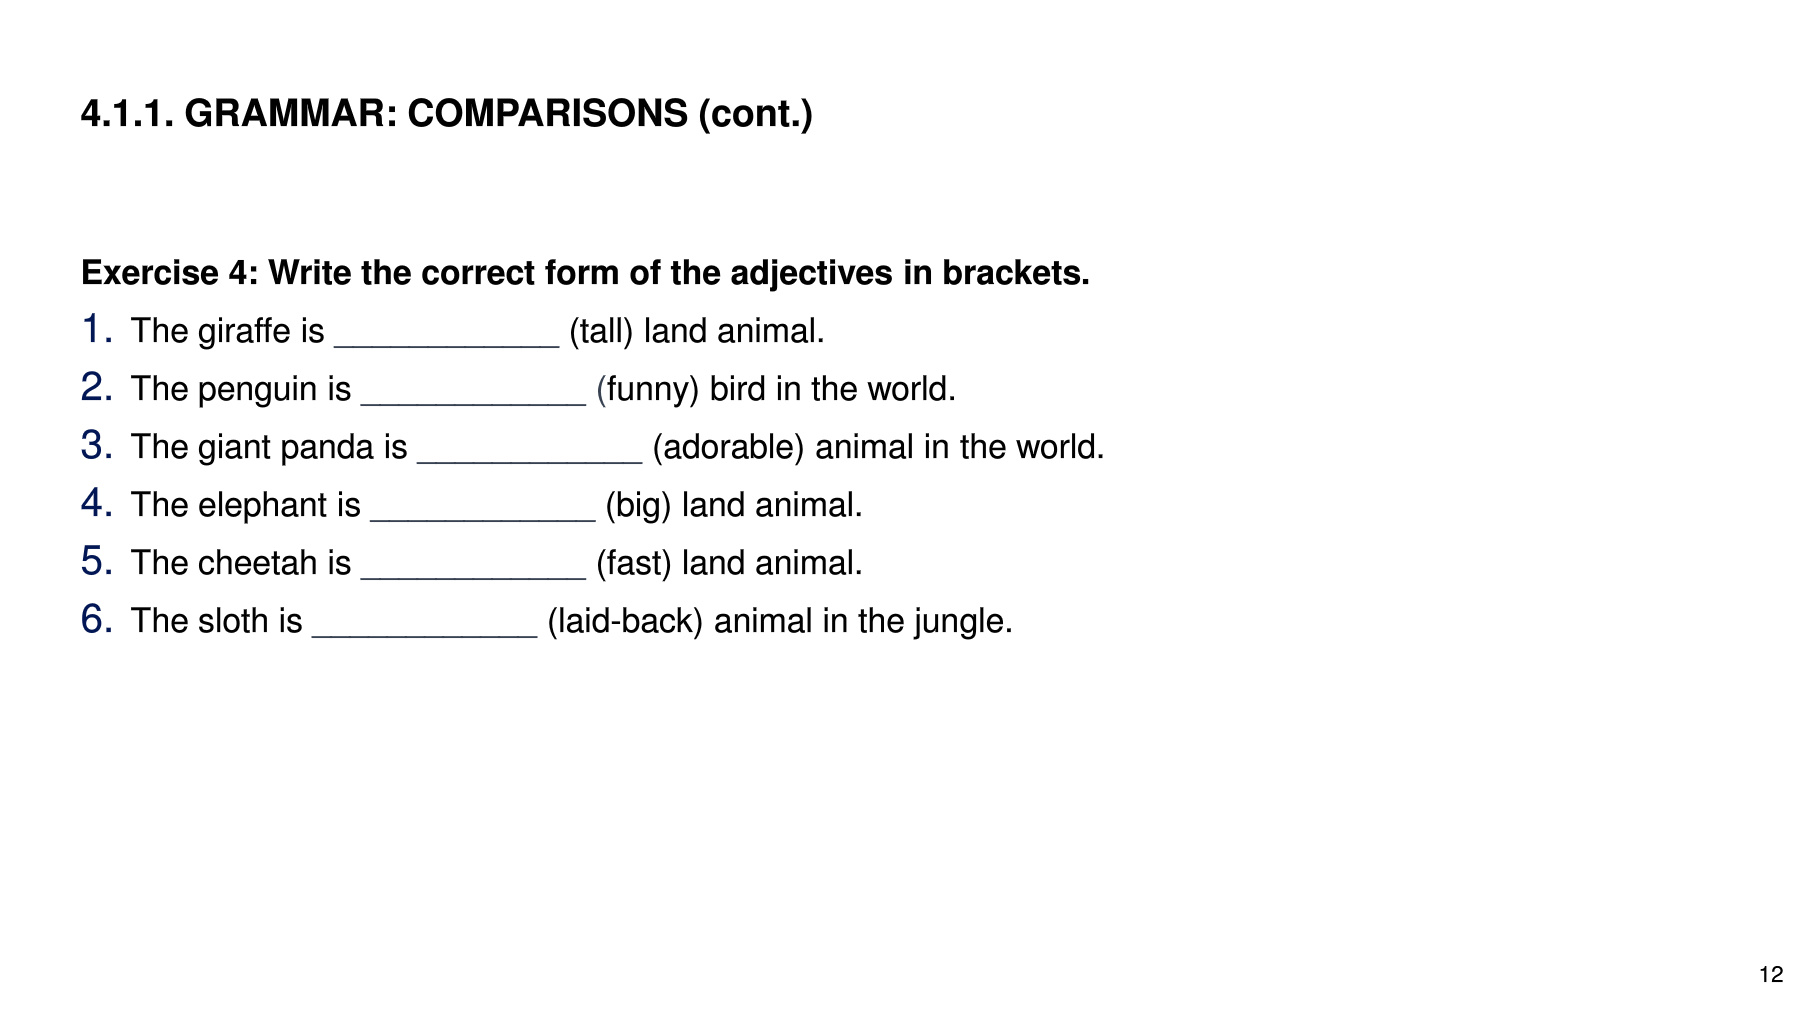 4.1.1. GRAMMAR: COMPARISONS (cont.)
Exercise 4: Write the correct form of the adjectives in brackets.
1. The giraffe is ____________ (tall) land animal.
2. The penguin is ____________ (funny) bird in the world.
3. The giant panda is ____________ (adorable) animal in the world.
4. The elephant is ____________ (big) land animal.
5. The cheetah is ____________ (fast) land animal.
6. The sloth is ____________ (laid-back) animal in the jungle.
12